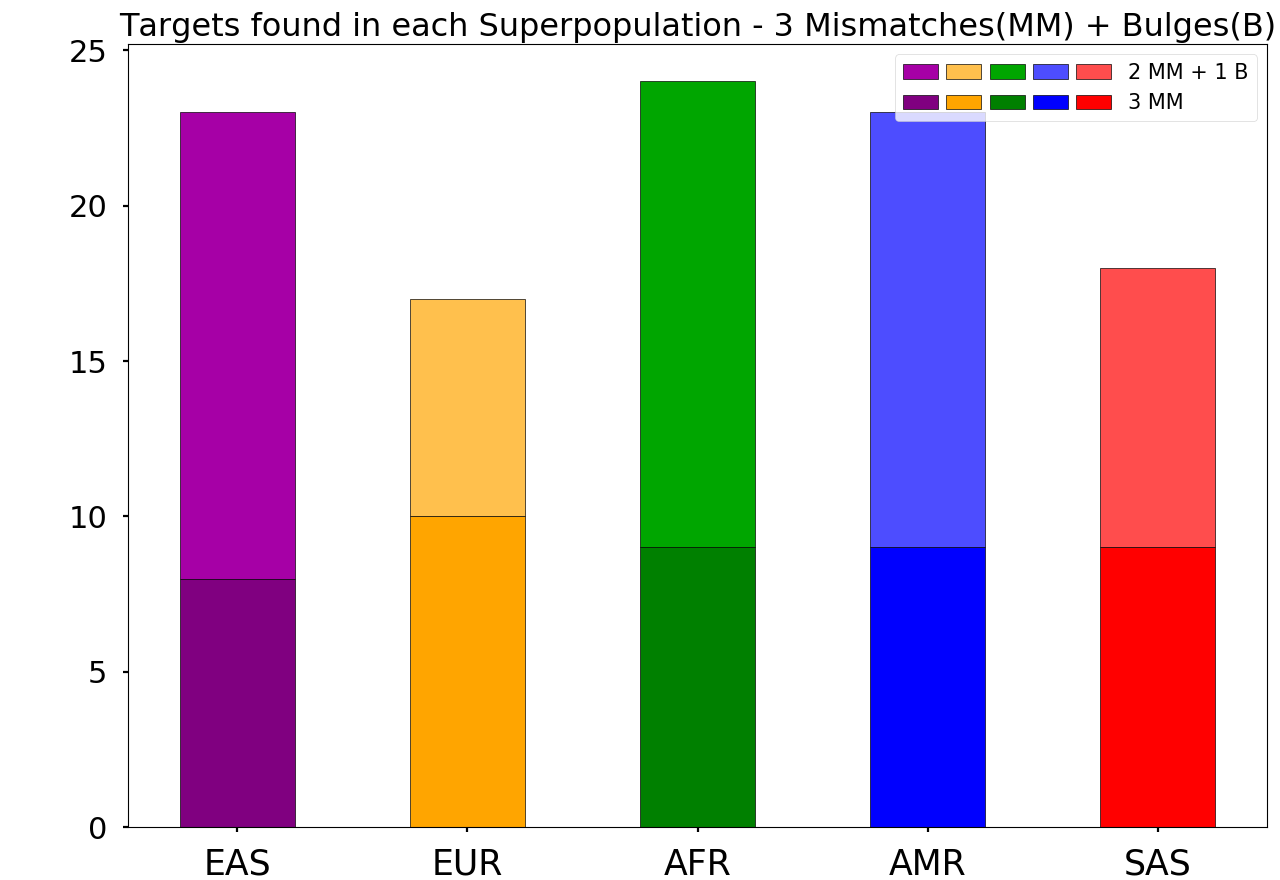 Targets found in each Superpopulation - 3 Mismatches(MM) + Bulges(B)
25
20
15
10
5
0
2 MM + 1 B
3 MM
EAS EUR AFR AMR SAS